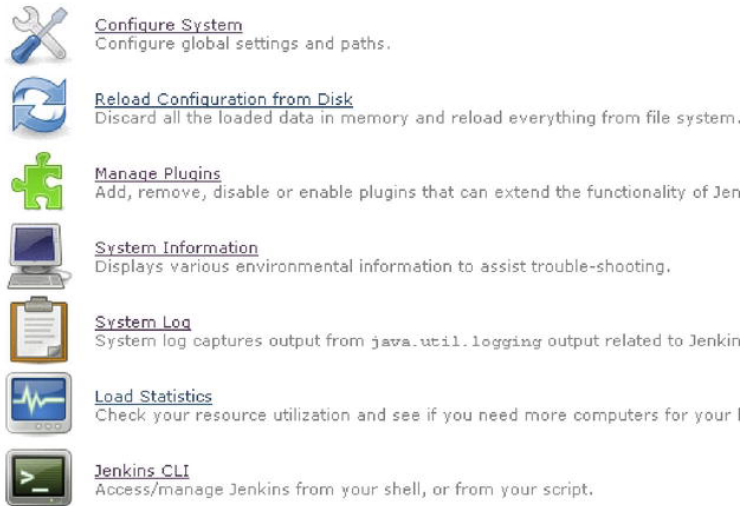 Configure System
Configure global settings and paths.
Reload Configuration from Disk
Discard all the loaded data in memory and reload everything from file system.
Manage Plugins
Add, remove, disable or enable plugins that can extend the functionality of Jen
System Information
Displays various environmental information to assist trouble-shooting.
System Log
System log captures output from java.util.logging output related to Jenkin
Load Statistics
Check your resource utilization and see if you need more computers for your
>_
Jenkins CLI
Access/manage Jenkins from your shell, or from your script.